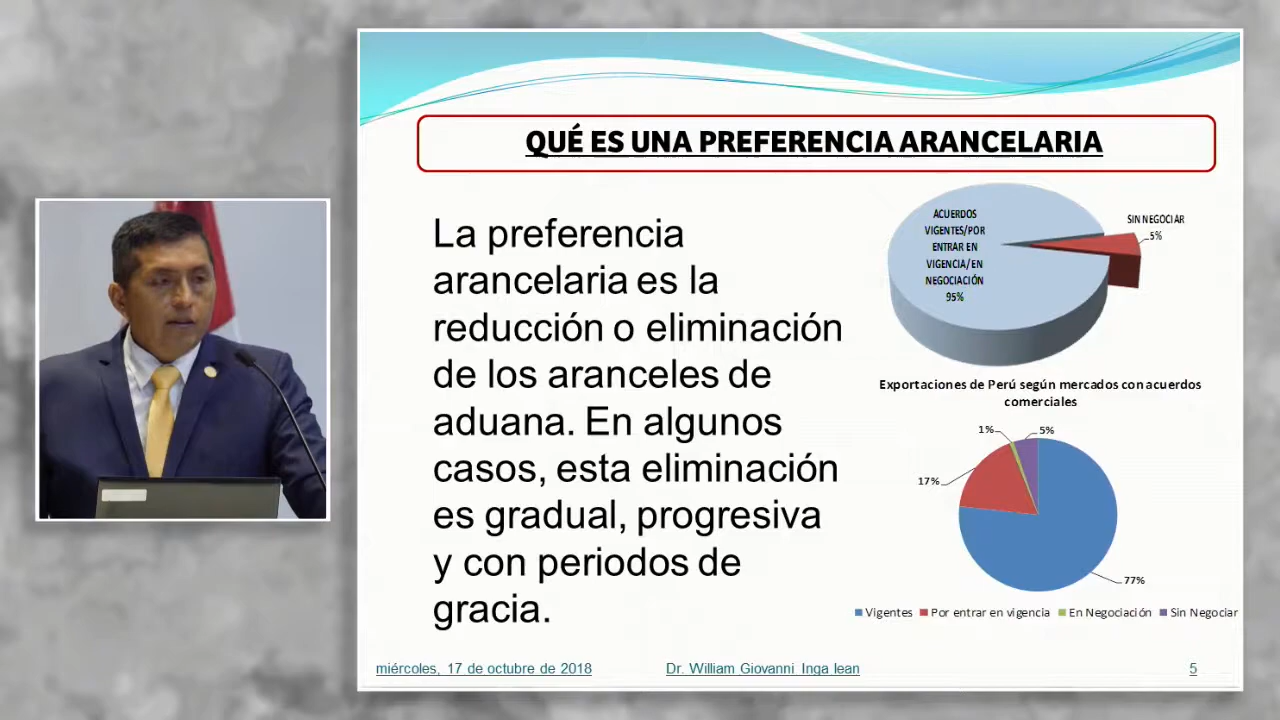 QUÉ ES UNA PREFERENCIA ARANCELARIA
La preferencia
arancelaria es la
reducción o eliminación
de los aranceles de
aduana. En algunos
casos, esta eliminación
es gradual, progresiva
y con periodos de
gracia.
ACUERDOS
VIGENTES/POR
ENTRAR EN
VIGENCIA/EN
NEGOCIACIÓN
95%
SIN NEGOCIAR
5%
Exportaciones de Perú según mercados con acuerdos
comerciales
1%
5%
17%
77%
Vigentes Por entrar en vigencia En Negociación Sin Negociar
miércoles, 17 de octubre de 2018 Dr. William Giovanni Inga lean 5